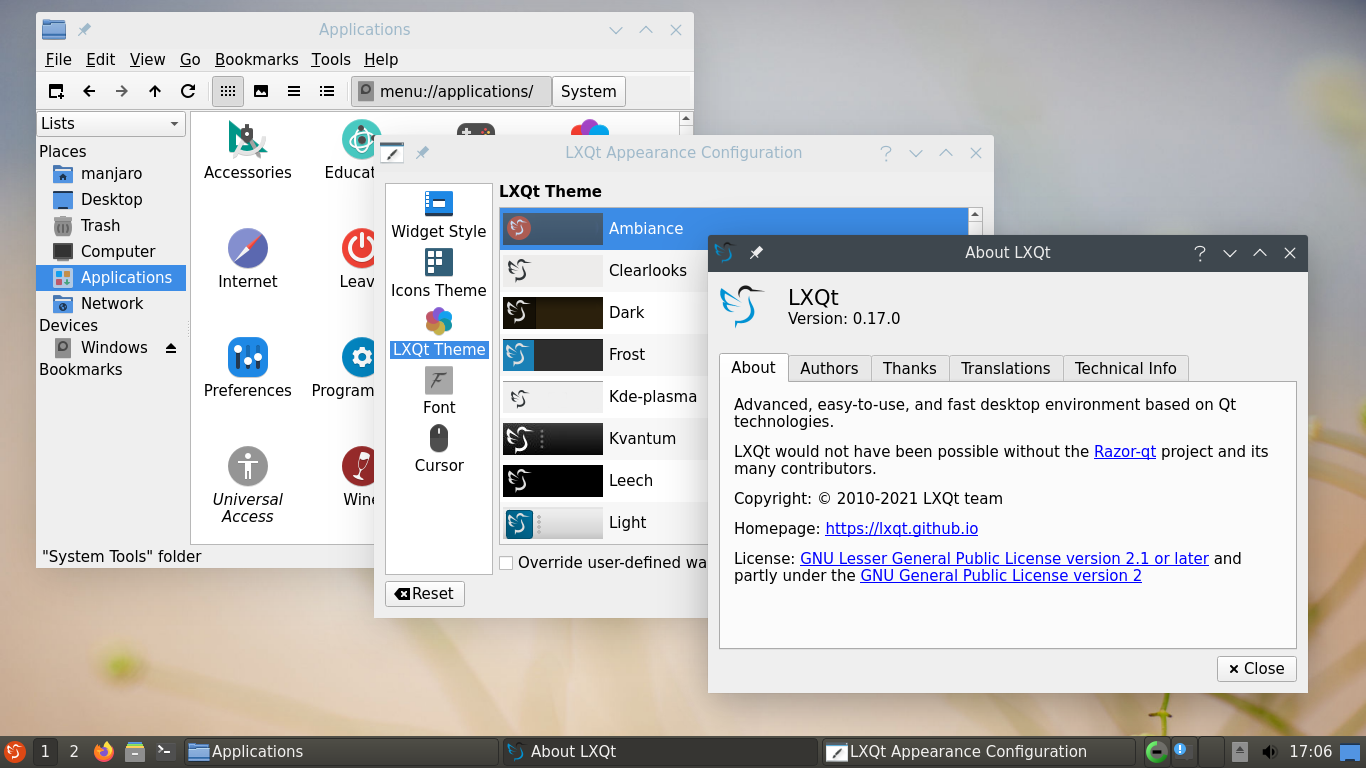 Applications
File Edit View Go Bookmarks Tools Help
menu://applications/ System
Lists
Places
manjaro
Desktop
Trash
Computer
Applications
Network
Devices
Windows
Bookmarks
Accessories
Educat
Internet
Leav
Preferences
Program
Universal
Access
Wine
"System Tools" folder
LXQt Appearance Configuration
Widget Style
Icons Theme
LXQt Theme
Font
Cursor
LXQt Theme
Ambiance
Clearlooks
Dark
Frost
Kde-plasma
Kvantum
Leech
Light
Override user-defined wa
Reset
About LXQt
LXQt
Version: 0.17.0
About Authors Thanks Translations Technical Info
Advanced, easy-to-use, and fast desktop environment based on Qt
technologies.
LXQt would not have been possible without the Razor-qt project and its
many contributors.
Copyright: © 2010-2021 LXQt team
Homepage: https://lxqt.github.io
License: GNU Lesser General Public License version 2.1 or later and
partly under the GNU General Public License version 2
Close
1 2 Applications About LXQt LXQt Appearance Configuration 17:06